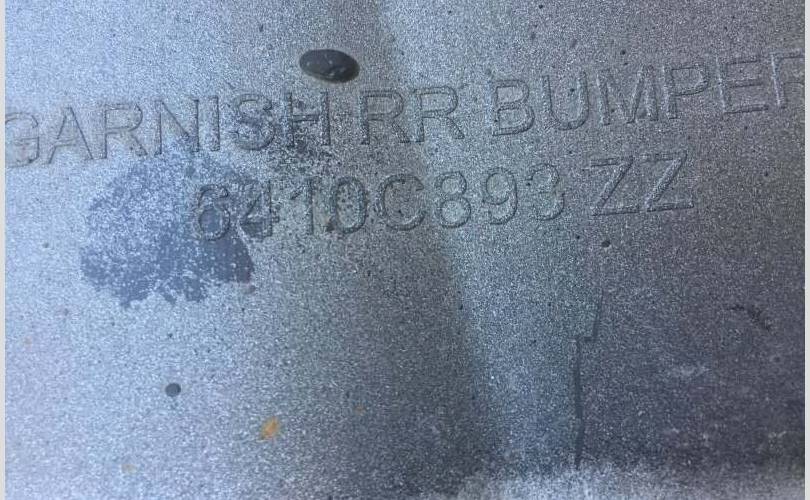 GARNISH RR BUMPER
6410C893 ZZ